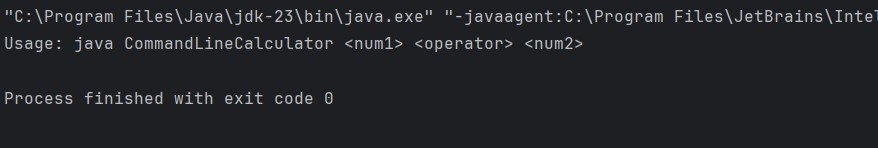 "C:\Program Files\Java\jdk-23\bin\java.exe" "-javaagent:C:\Program Files\JetBrains\Intel
Usage: java CommandLineCalculator <num1> <operator> <num2>
Process finished with exit code 0